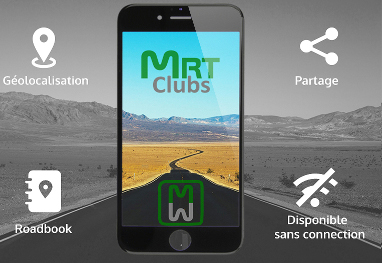 MRT
Clubs
Géolocalisation
Partage
Roadbook
Disponible
sans connection